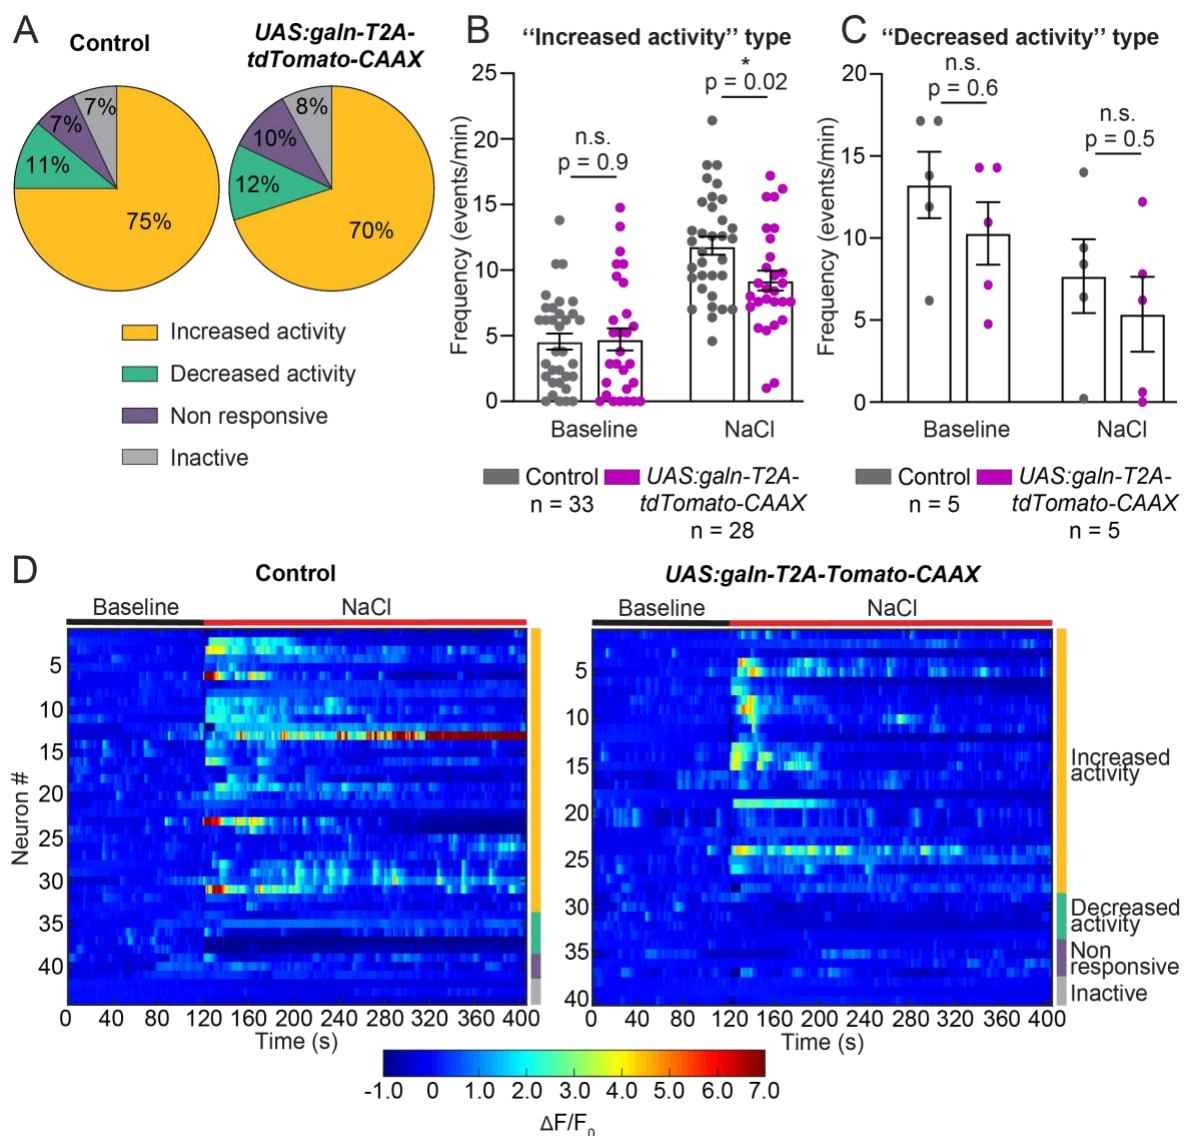 A
Control
UAS:galn-T2A-
tdTomato-CAAX
7%
7%
11%
75%
8%
10%
12%
70%
Increased activity
Decreased activity
Non responsive
Inactive
B
“Increased activity” type
Frequency (events/min)
25
20
15
10
5
0
n.s.
p = 0.9
*
p = 0.02
Baseline
NaCl
Control
n = 33
UAS:galn-T2A-
tdTomato-CAAX
n = 28
C
“Decreased activity” type
Frequency (events/min)
20
15
10
5
0
n.s.
p = 0.6
n.s.
p = 0.5
Baseline
NaCl
Control
n = 5
UAS:galn-T2A-
tdTomato-CAAX
n = 5
D
Control
Baseline
NaCl
Neuron #
5
10
15
20
25
30
35
40
0 40 80 120 160 200 240 280 320 360 400
Time (s)
UAS:galn-T2A-Tomato-CAAX
Baseline
NaCl
5
10
15
20
25
30
35
40
0 40 80 120 160 200 240 280 320 360 400
Time (s)
Increased
activity
Decreased
activity
Non
responsive
Inactive
-1.0 0 1.0 2.0 3.0 4.0 5.0 6.0 7.0
ΔF/F0